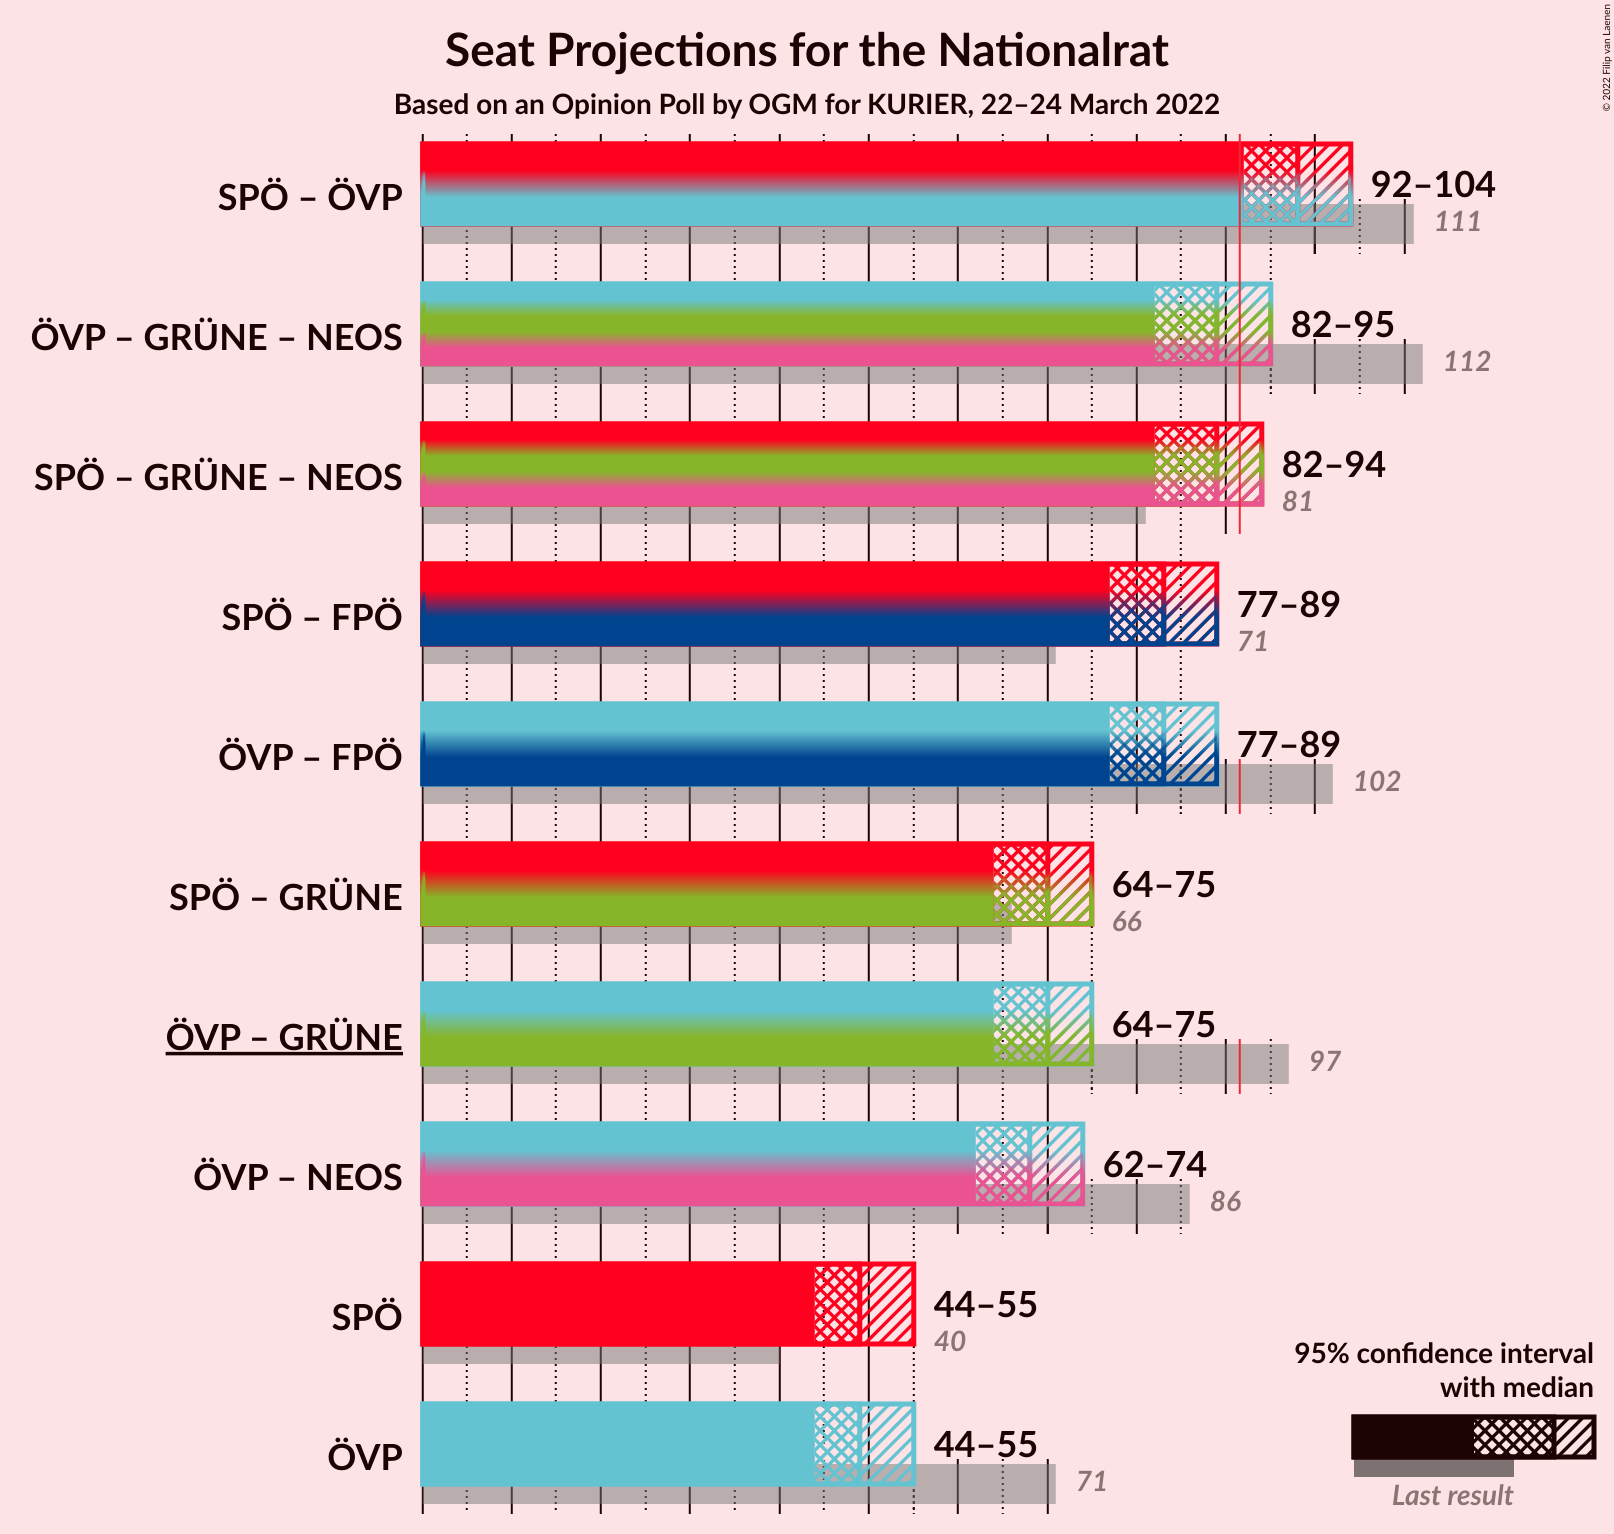 Seat Projections for the Nationalrat
Based on an Opinion Poll by OGM for KURIER, 22–24 March 2022
© 2022 Filip van Laenen
SPÖ – ÖVP
92–104
111
ÖVP – GRÜNE – NEOS
82–95
112
SPÖ – GRÜNE – NEOS
82–94
81
SPÖ – FPÖ
77–89
71
ÖVP – FPÖ
77–89
102
SPÖ – GRÜNE
64–75
66
ÖVP – GRÜNE
64–75
97
ÖVP – NEOS
62–74
86
SPÖ
44–55
40
ÖVP
44–55
71
95% confidence interval
with median
Last result